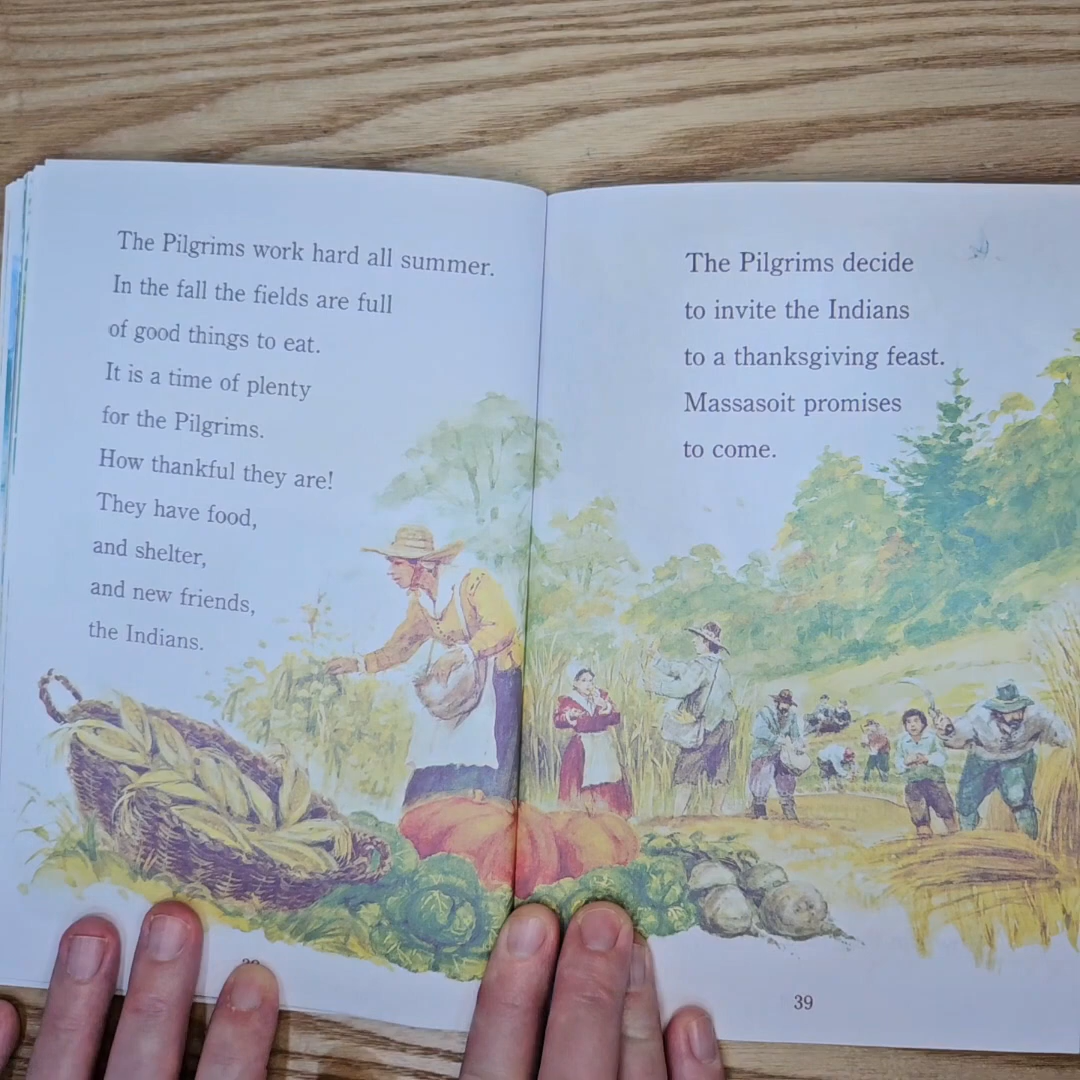 The Pilgrims work hard all summer.
In the fall the fields are full
of good things to eat.
It is a time of plenty
for the Pilgrims.
How thankful they are!
They have food,
and shelter,
and new friends,
the Indians.
The Pilgrims decide
to invite the Indians
to a thanksgiving feast.
Massasoit promises
to come.
39